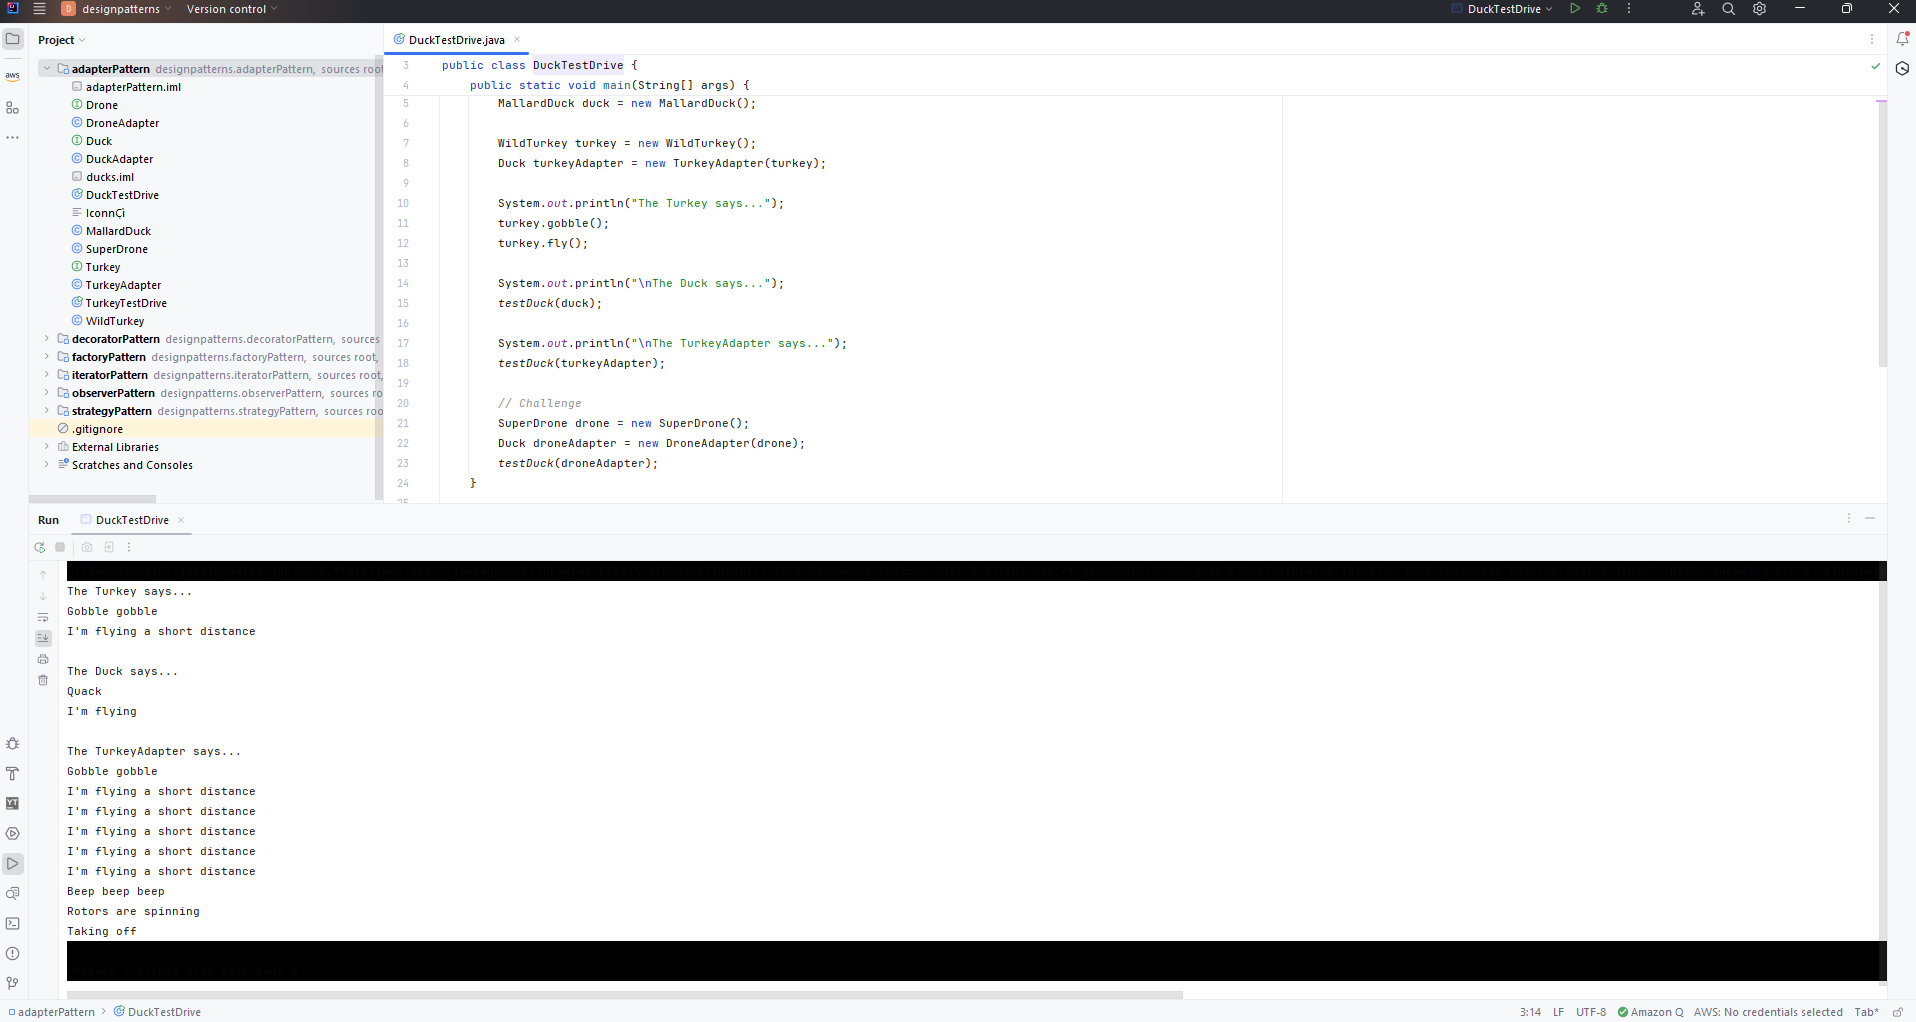 D designpatterns Version control DuckTestDrive
Project
DuckTestDrive.java
aws
adapterPattern designpatterns.adapterPattern, sources root
adapterPattern.iml
Drone
DroneAdapter
Duck
DuckAdapter
ducks.iml
DuckTestDrive
IconnÇì
MallardDuck
SuperDrone
Turkey
TurkeyAdapter
TurkeyTestDrive
WildTurkey
decoratorPattern designpatterns.decoratorPattern, sources
factoryPattern designpatterns.factoryPattern, sources root,
iteratorPattern designpatterns.iteratorPattern, sources root,
observerPattern designpatterns.observerPattern, sources ro
strategyPattern designpatterns.strategyPattern, sources roo
.gitignore
External Libraries
Scratches and Consoles
3 public class DuckTestDrive {
4 public static void main(String[] args) {
5 MallardDuck duck = new MallardDuck();
6
7 WildTurkey turkey = new WildTurkey();
8 Duck turkeyAdapter = new TurkeyAdapter(turkey);
9
10 System.out.println("The Turkey says...");
11 turkey.gobble();
12 turkey.fly();
13
14 System.out.println("\nThe Duck says...");
15 testDuck(duck);
16
17 System.out.println("\nThe TurkeyAdapter says...");
18 testDuck(turkeyAdapter);
19
20 // Challenge
21 SuperDrone drone = new SuperDrone();
22 Duck droneAdapter = new DroneAdapter(drone);
23 testDuck(droneAdapter);
24 }
25
Run DuckTestDrive
The Turkey says...
Gobble gobble
I'm flying a short distance
The Duck says...
Quack
I'm flying
The TurkeyAdapter says...
Gobble gobble
I'm flying a short distance
I'm flying a short distance
I'm flying a short distance
I'm flying a short distance
I'm flying a short distance
Beep beep beep
Rotors are spinning
Taking off
YT
adapterPattern > DuckTestDrive
3:14 LF UTF-8 Amazon Q AWS: No credentials selected Tab*